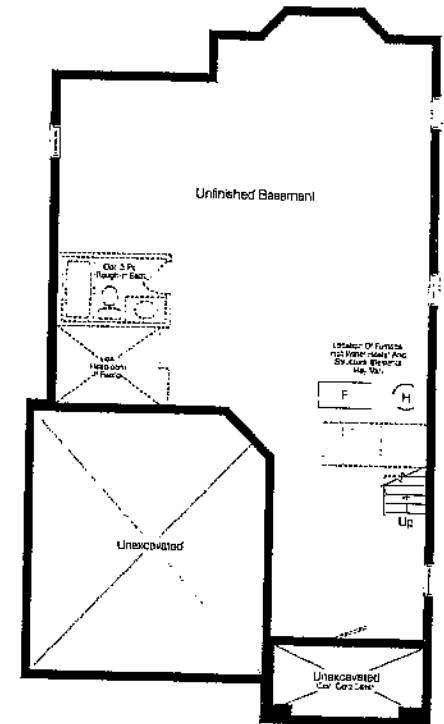 Unfinished Basement
Opt. 3 Pc
Rough-in Bath
Location Of Furnace
Hot Water Heater And
Structural Elements
May Vary
F
H
Up
Unexcavated
Unexcavated